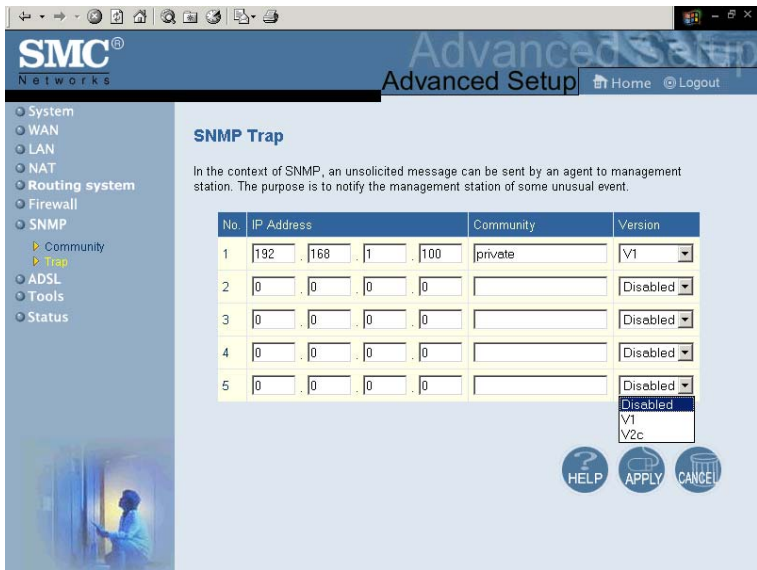 SMC®
Networks
Advanced Setup
Advanced Setup
Home
Logout
System
WAN
LAN
NAT
Routing system
Firewall
SNMP
Community
Trap
ADSL
Tools
Status
SNMP Trap
In the context of SNMP, an unsolicited message can be sent by an agent to management
station. The purpose is to notify the management station of some unusual event.
No. IP Address Community Version
1 192 . 168 . 1 . 100 private V1
2 0 . 0 . 0 . 0 Disabled
3 0 . 0 . 0 . 0 Disabled
4 0 . 0 . 0 . 0 Disabled
5 0 . 0 . 0 . 0 Disabled
Disabled
V1
V2c
HELP APPLY CANCEL